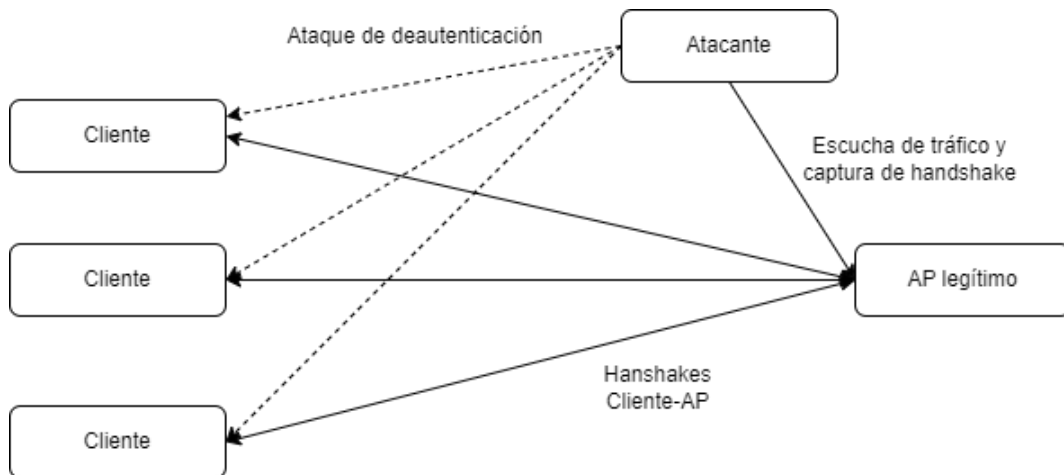 Ataque de deautenticación
Atacante
Cliente
Escucha de tráfico y
captura de handshake
Cliente
AP legítimo
Hanshakes
Cliente-AP
Cliente